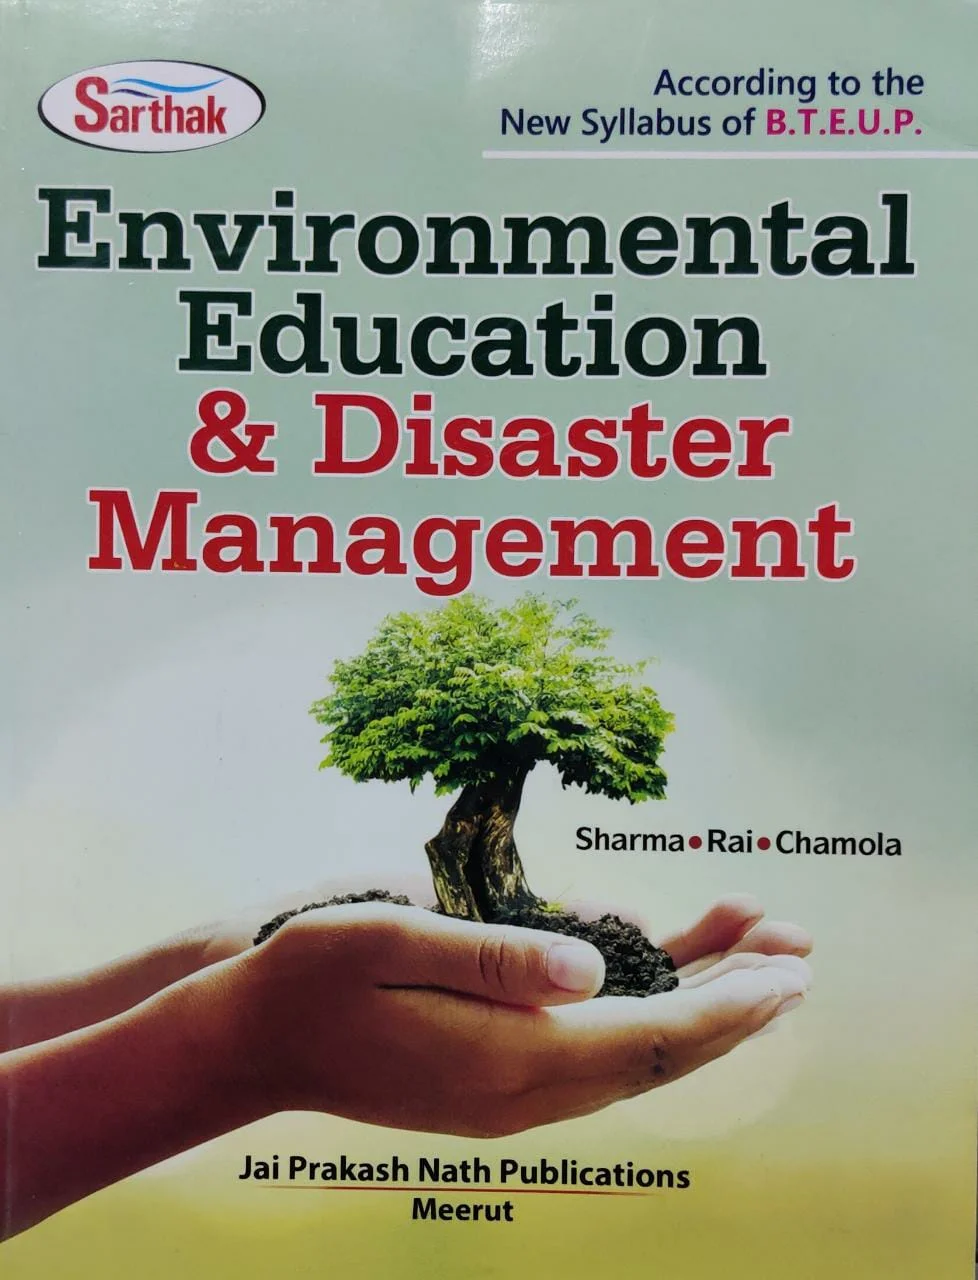 Sarthak
According to the
New Syllabus of B.T.E.U.P.
Environmental
Education
& Disaster
Management
Sharma•Rai•Chamola
Jai Prakash Nath Publications
Meerut